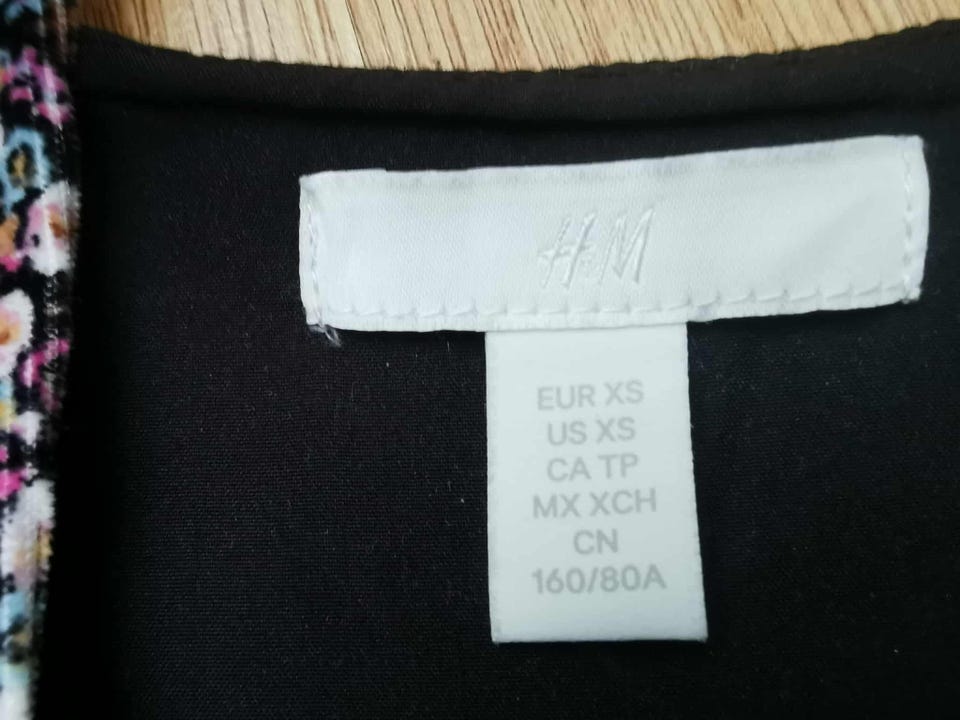 H&M
EUR XS
US XS
CA TP
MX XCH
CN
160/80A